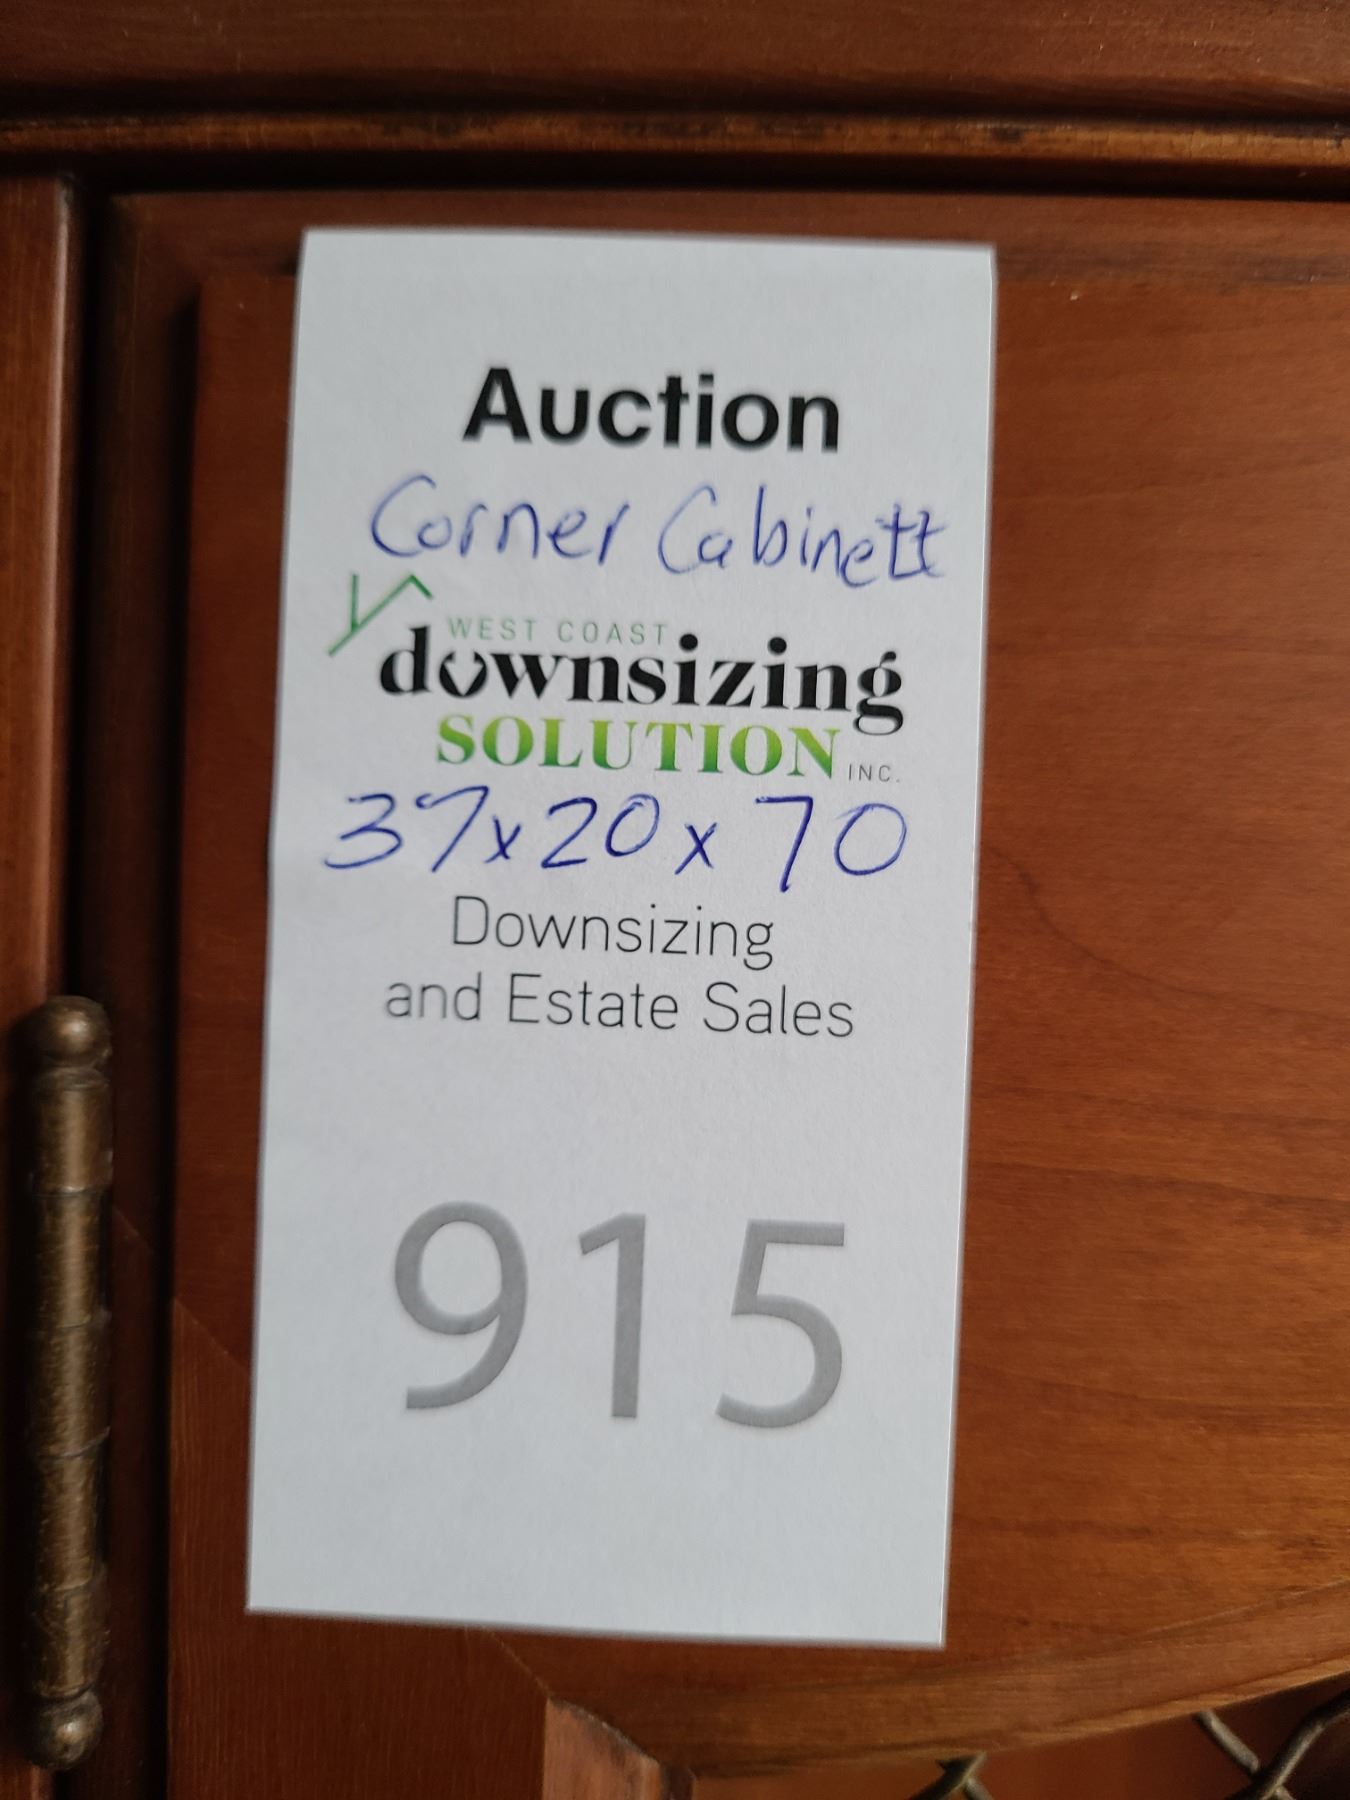 Auction
Corner Cabinett
WEST COAST
downsizing
SOLUTION INC.
37x20x70
Downsizing
and Estate Sales
915